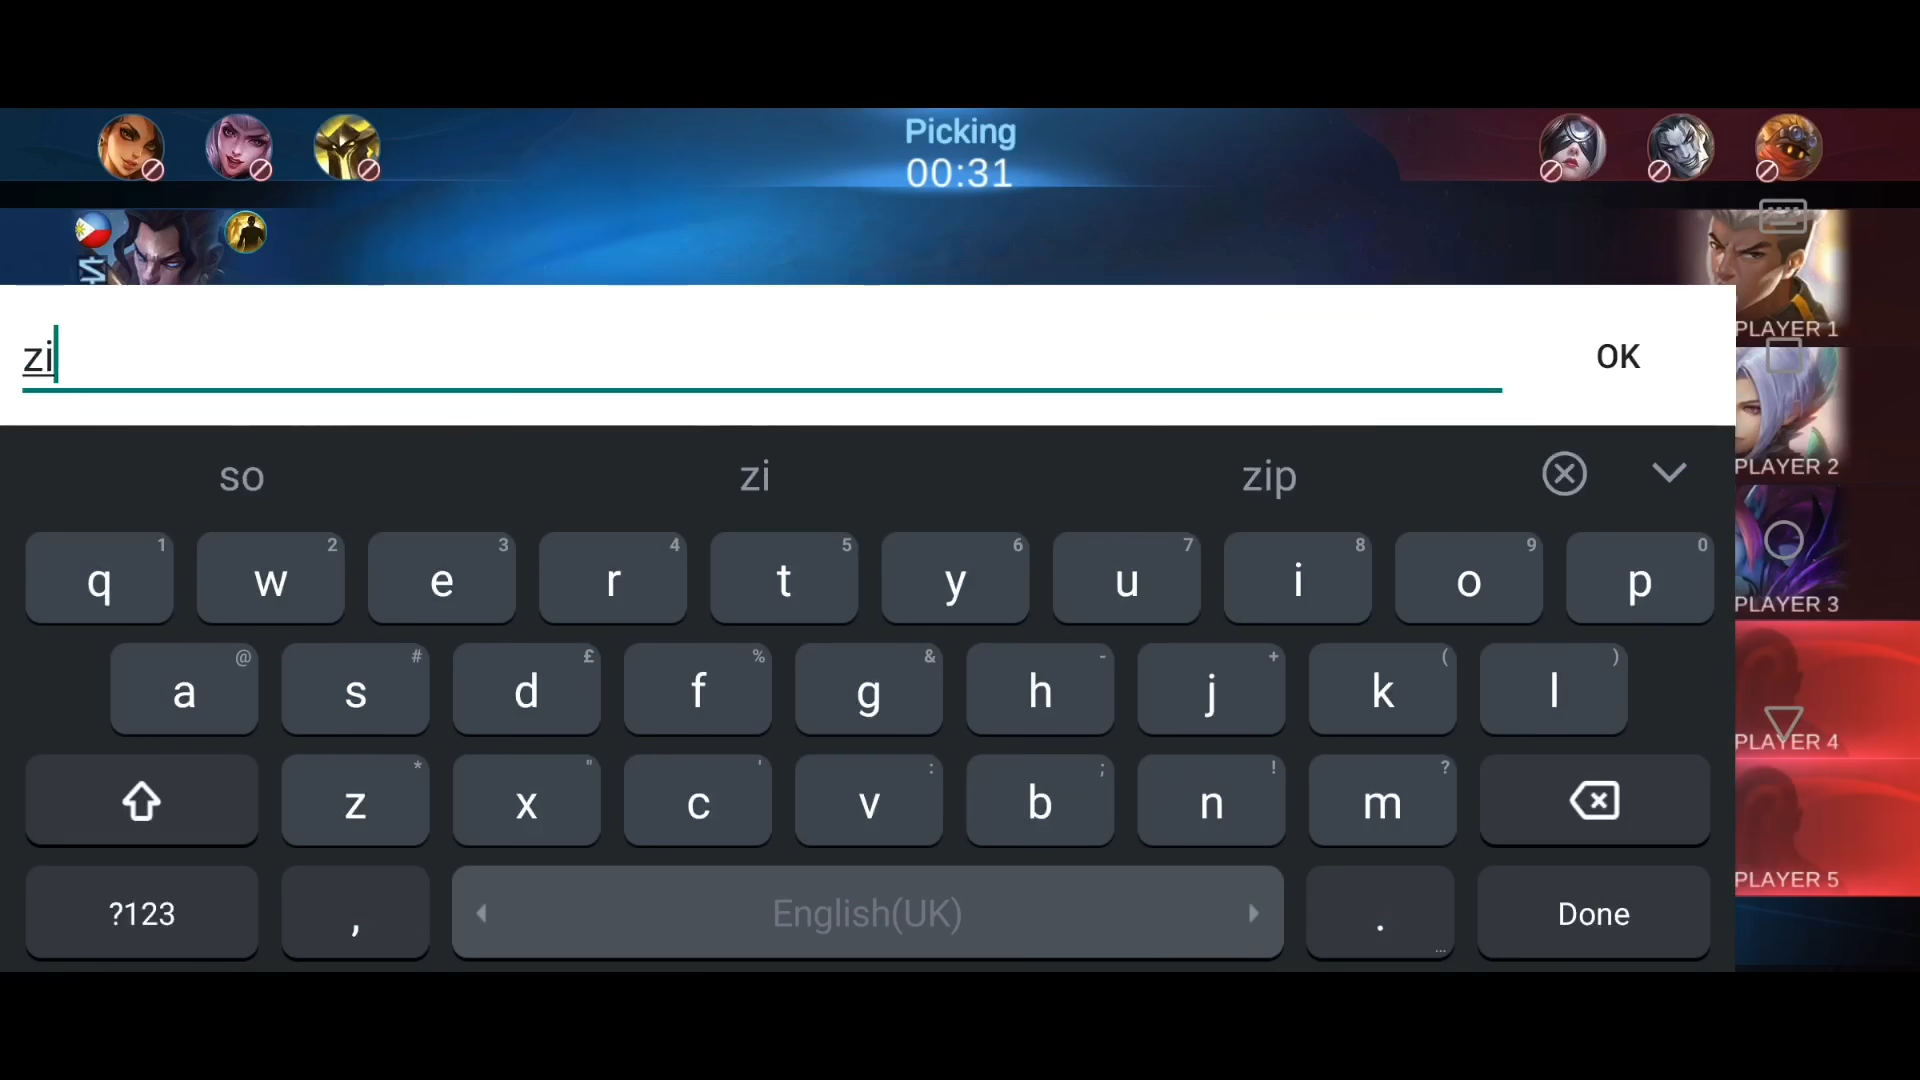 Picking
00:31
zi
OK
PLAYER 1
PLAYER 2
so zi zip
1 2 3 4 5 6 7 8 9 0
q w e r t y u i o p
PLAYER 3
@ # £ % & - + ( )
a s d f g h j k l
PLAYER 4
* " ' : ; ! ?
z x c v b n m
PLAYER 5
?123 , English(UK) . ... Done